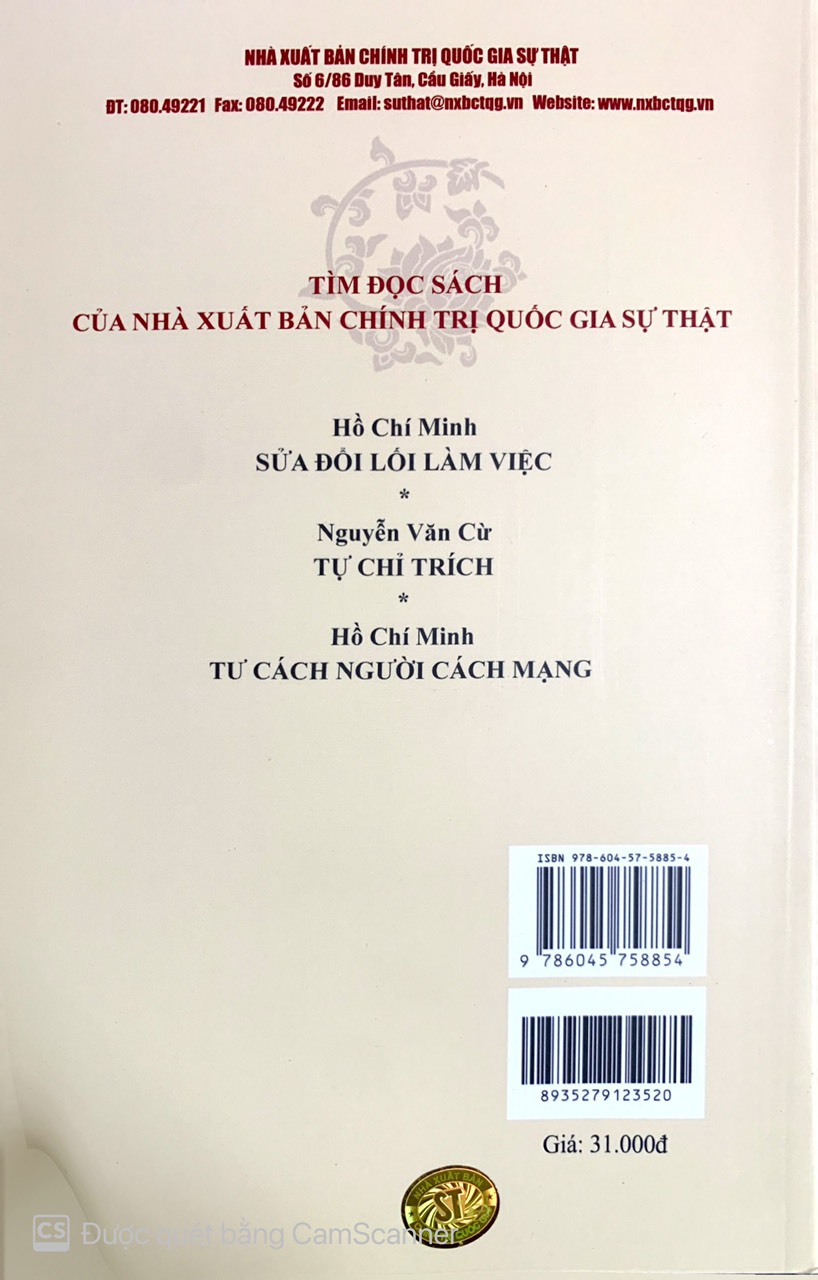 NHÀ XUẤT BẢN CHÍNH TRỊ QUỐC GIA SỰ THẬT
Số 6/86 Duy Tân, Cầu Giấy, Hà Nội
ĐT: 080.49221 Fax: 080.49222 Email: suthat@nxbctqg.vn Website: www.nxbctqg.vn
TÌM ĐỌC SÁCH
CỦA NHÀ XUẤT BẢN CHÍNH TRỊ QUỐC GIA SỰ THẬT
Hồ Chí Minh
SỬA ĐỔI LỐI LÀM VIỆC
*
Nguyễn Văn Cừ
TỰ CHỈ TRÍCH
*
Hồ Chí Minh
TƯ CÁCH NGƯỜI CÁCH MẠNG
ISBN 978-604-57-5885-4
9 786045 758854
8935279123520
Giá: 31.000đ
NHÀ XUẤT BẢN
ST
CS Được quét bằng CamScanner